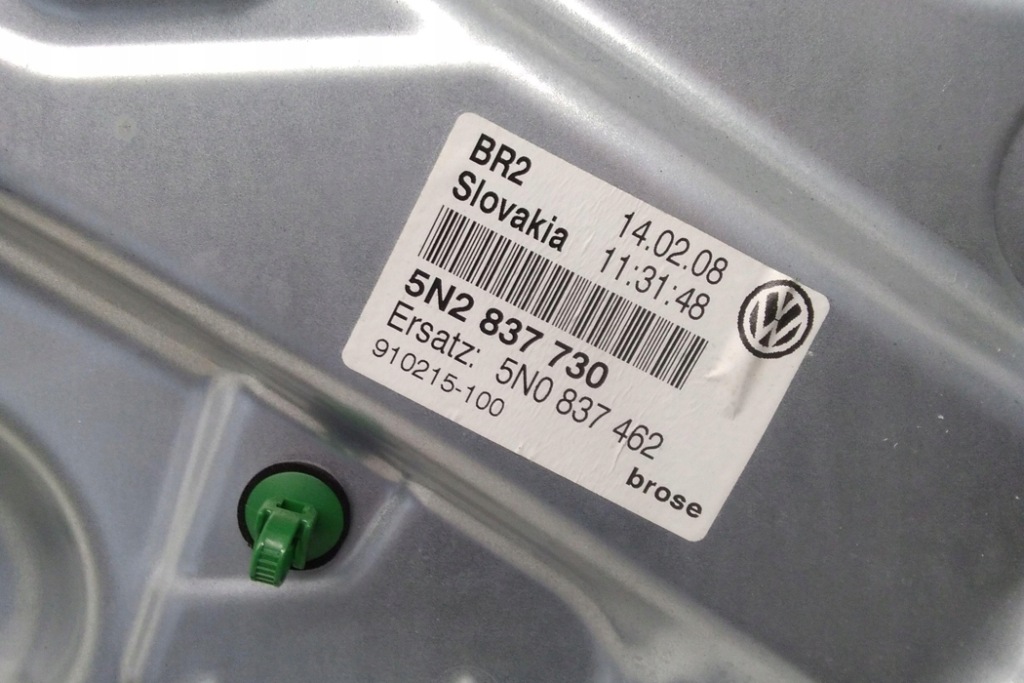 BR2
Slovakia
14.02.08
11:31:48
5N2 837 730
Ersatz: 5N0 837 462
910215-100
brose